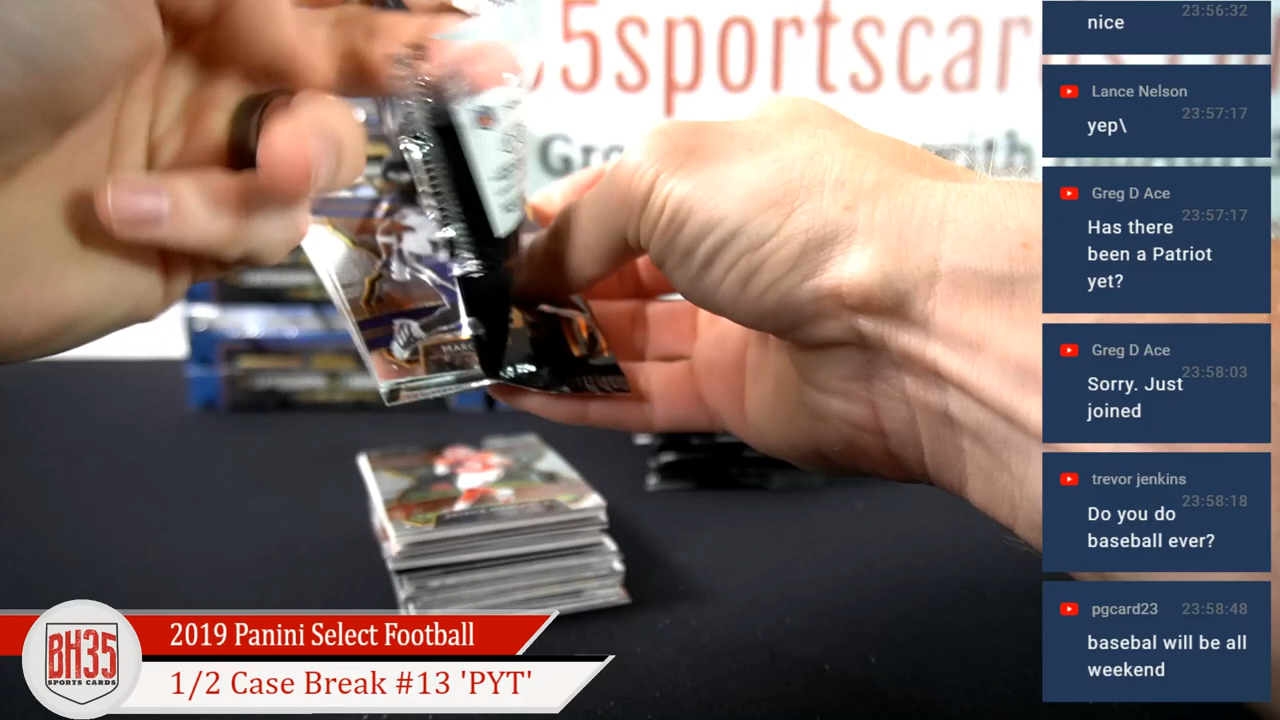 5sportscar
Gro
with
nice
23:56:32
Lance Nelson
23:57:17
yep\
Greg D Ace
23:57:17
Has there
been a Patriot
yet?
Greg D Ace
23:58:03
Sorry. Just
joined
trevor jenkins
23:58:18
Do you do
baseball ever?
pgcard23
23:58:48
basebal will be all
weekend
BH35
SPORTS CARDS
2019 Panini Select Football
1/2 Case Break #13 'PYT'